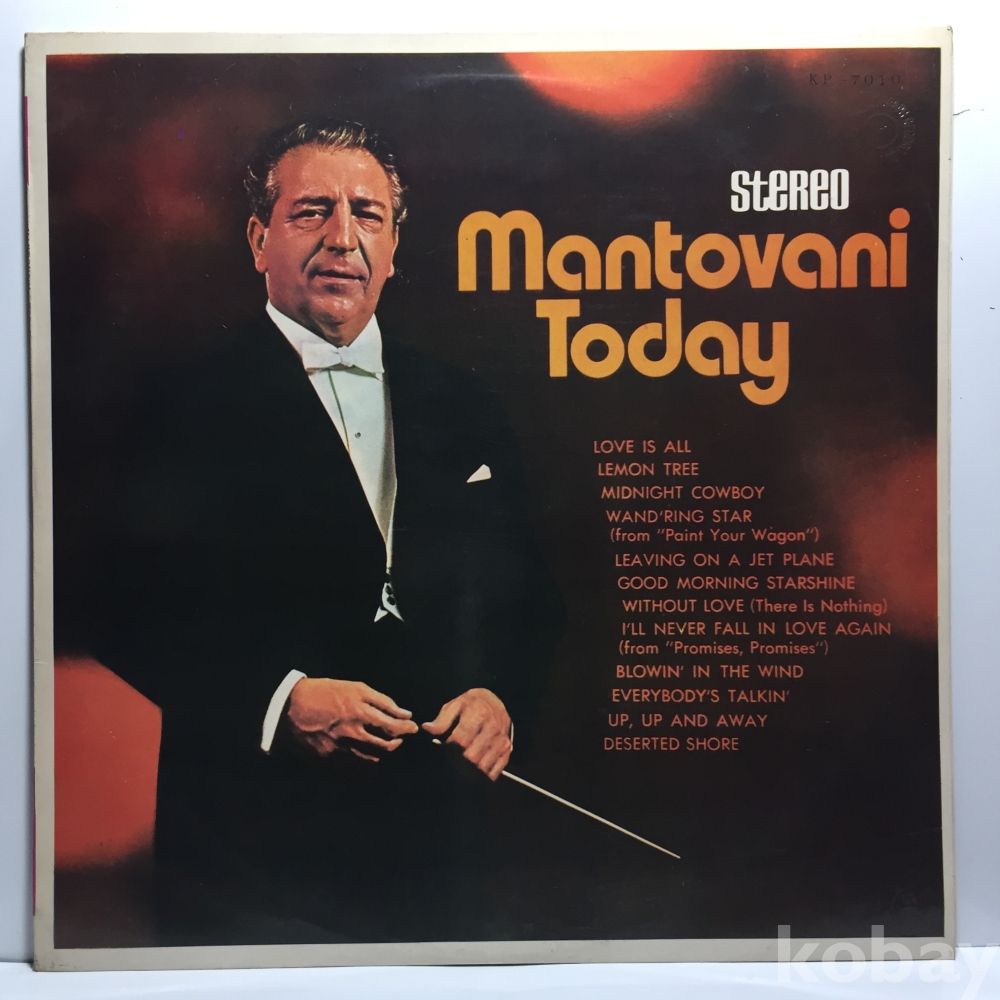 KP-7010
STEREO
Mantovani
Today
LOVE IS ALL
LEMON TREE
MIDNIGHT COWBOY
WAND'RING STAR
(from "Paint Your Wagon")
LEAVING ON A JET PLANE
GOOD MORNING STARSHINE
WITHOUT LOVE (There Is Nothing)
I'LL NEVER FALL IN LOVE AGAIN
(from "Promises, Promises")
BLOWIN' IN THE WIND
EVERYBODY'S TALKIN'
UP, UP AND AWAY
DESERTED SHORE
kobay